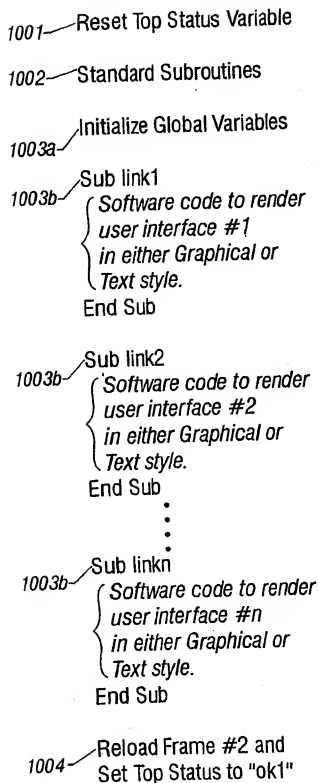 1001 Reset Top Status Variable
1002 Standard Subroutines
1003a Initialize Global Variables
1003b Sub link1
Software code to render
user interface #1
in either Graphical or
Text style.
End Sub
1003b Sub link2
Software code to render
user interface #2
in either Graphical or
Text style.
End Sub
1003b Sub linkn
Software code to render
user interface #n
in either Graphical or
Text style.
End Sub
1004 Reload Frame #2 and
Set Top Status to "ok1"